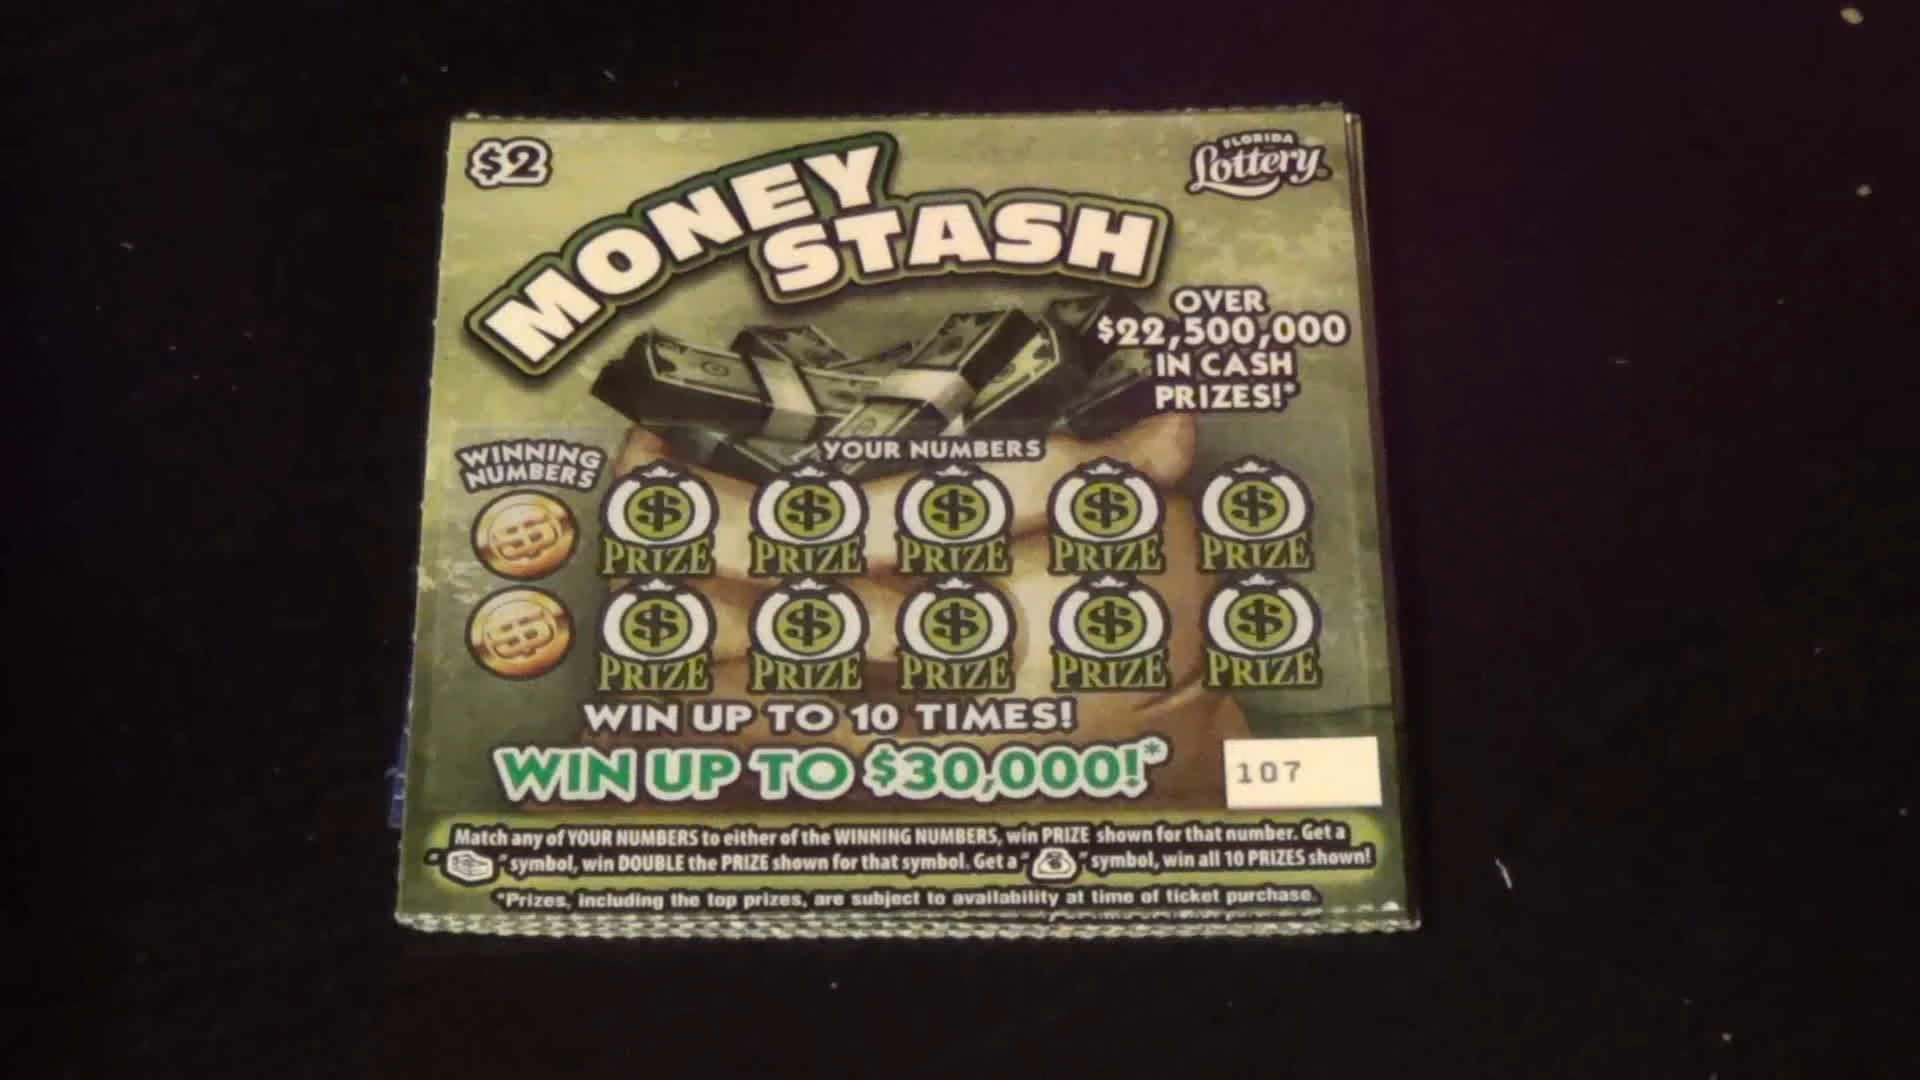 $2
FLORIDA
Lottery
MONEY
STASH
OVER
$22,500,000
IN CASH
PRIZES!*
WINNING
NUMBERS
YOUR NUMBERS
$ $ $ $ $ $
PRIZE PRIZE PRIZE PRIZE PRIZE
$ $ $ $ $ $
PRIZE PRIZE PRIZE PRIZE PRIZE
WIN UP TO 10 TIMES!
WIN UP TO $30,000!*
107
Match any of YOUR NUMBERS to either of the WINNING NUMBERS, win PRIZE shown for that number. Get a
" " symbol, win DOUBLE the PRIZE shown for that symbol. Get a " " symbol, win all 10 PRIZES shown!
*Prizes, including the top prizes, are subject to availability at time of ticket purchase.